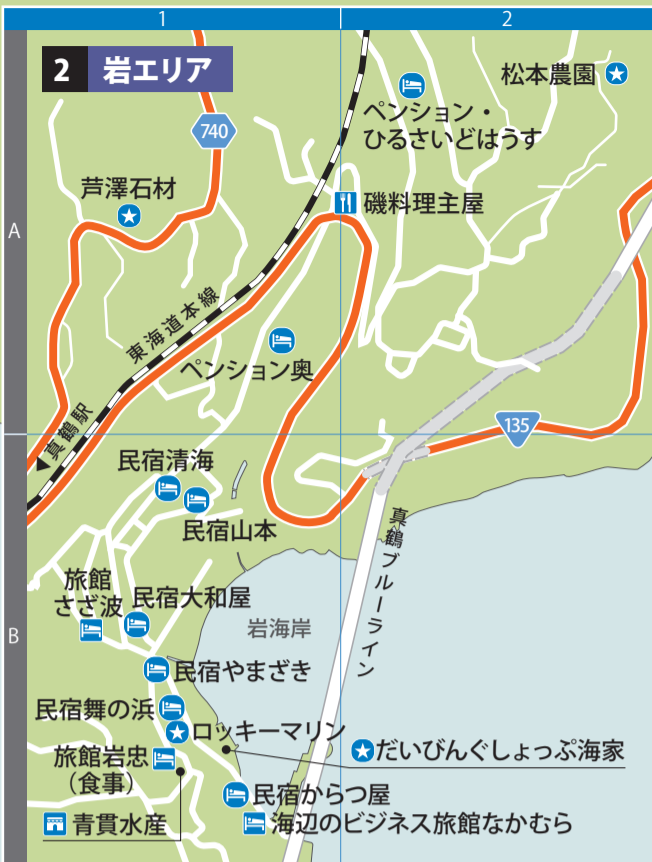 1
2
2 岩エリア
松本農園
ペンション・
ひるさいどはうす
740
芦澤石材
磯料理主屋
A
東海道本線
ペンション奥
135
真鶴駅
民宿清海
民宿山本
真鶴ブルーライン
旅館
さざ波
民宿大和屋
岩海岸
B
民宿やまざき
民宿舞の浜
ロッキーマリン
だいびんぐしょっぷ海家
旅館岩忠
(食事)
民宿からつ屋
青貫水産
海辺のビジネス旅館なかむら